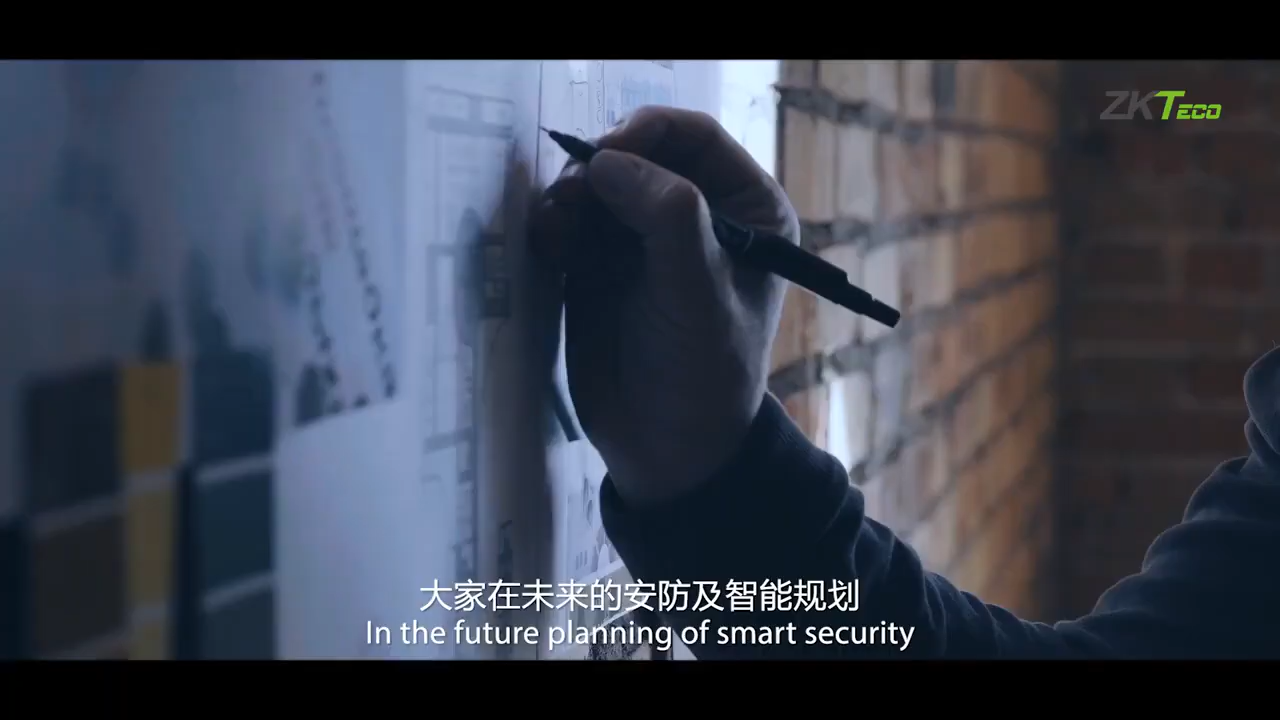 ZKTECO
大家在未来的安防及智能规划
In the future planning of smart security